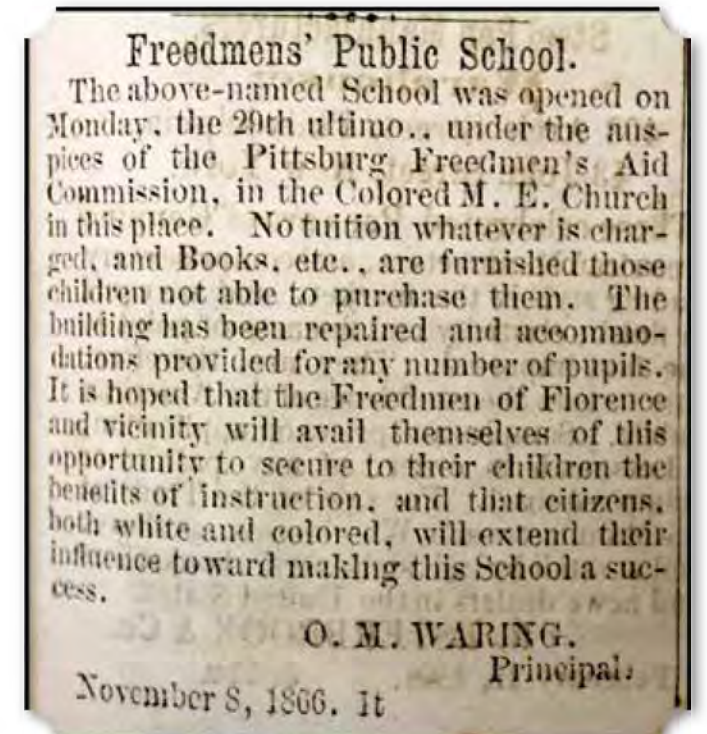 Freedmens' Public School.
The above-named School was opened on
Monday, the 29th ultimo., under the aus-
pices of the Pittsburg Freedmen's Aid
Commission, in the Colored M. E. Church
in this place. No tuition whatever is char-
ged, and Books, etc., are furnished those
children not able to purchase them. The
building has been repaired and accommo-
dations provided for any number of pupils.
It is hoped that the Freedmen of Florence
and vicinity will avail themselves of this
opportunity to secure to their children the
benefits of instruction, and that citizens,
both white and colored, will extend their
influence toward making this School a suc-
cess.
O. M. WARING.
Principal.
November 8, 1866. 1t